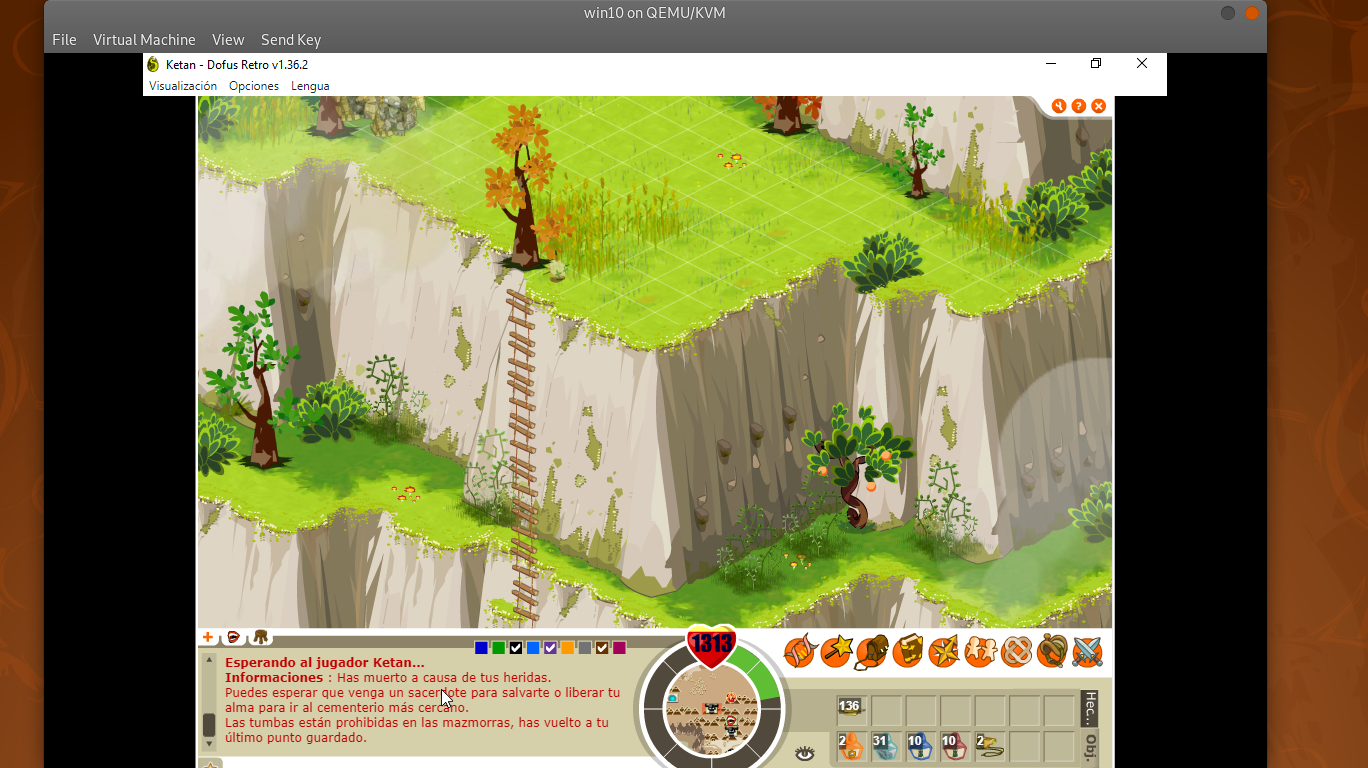 win10 on QEMU/KVM
File Virtual Machine View Send Key
Ketan - Dofus Retro v1.36.2
Visualización Opciones Lengua
1313
Esperando al jugador Ketan...
Informaciones : Has muerto a causa de tus heridas.
Puedes esperar que venga un sacerdote para salvarte o liberar tu
alma para ir al cementerio más cercano.
Las tumbas están prohibidas en las mazmorras, has vuelto a tu
último punto guardado.
136
Hec...
2 31 10 10 2
Obj.